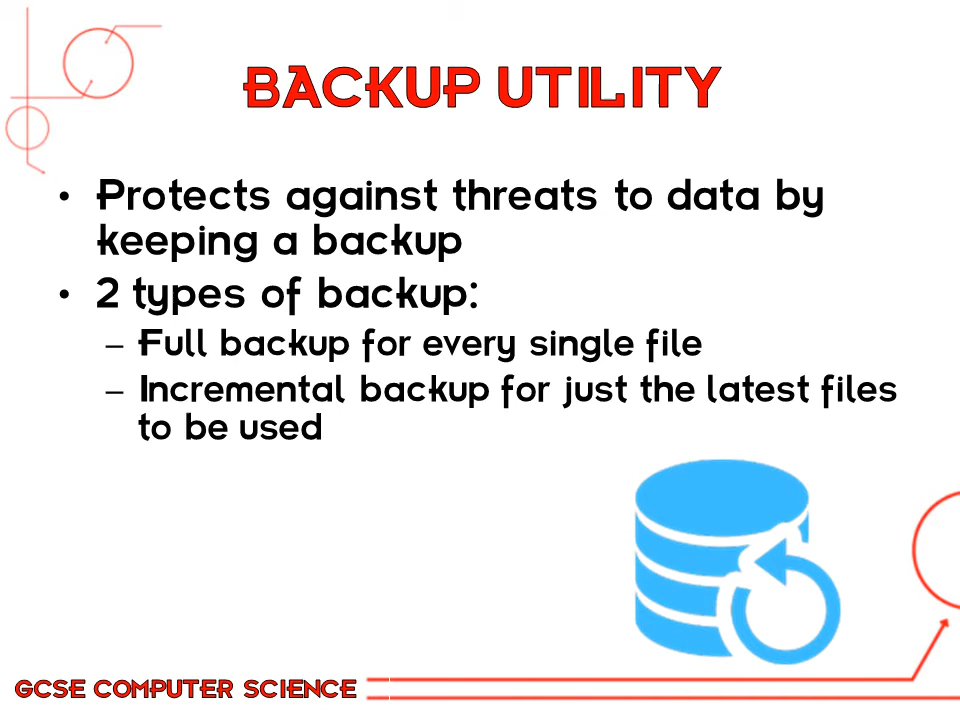 BACKUP UTILITY
• Protects against threats to data by
keeping a backup
• 2 types of backup:
– Full backup for every single file
– Incremental backup for just the latest files
to be used
GCSE COMPUTER SCIENCE